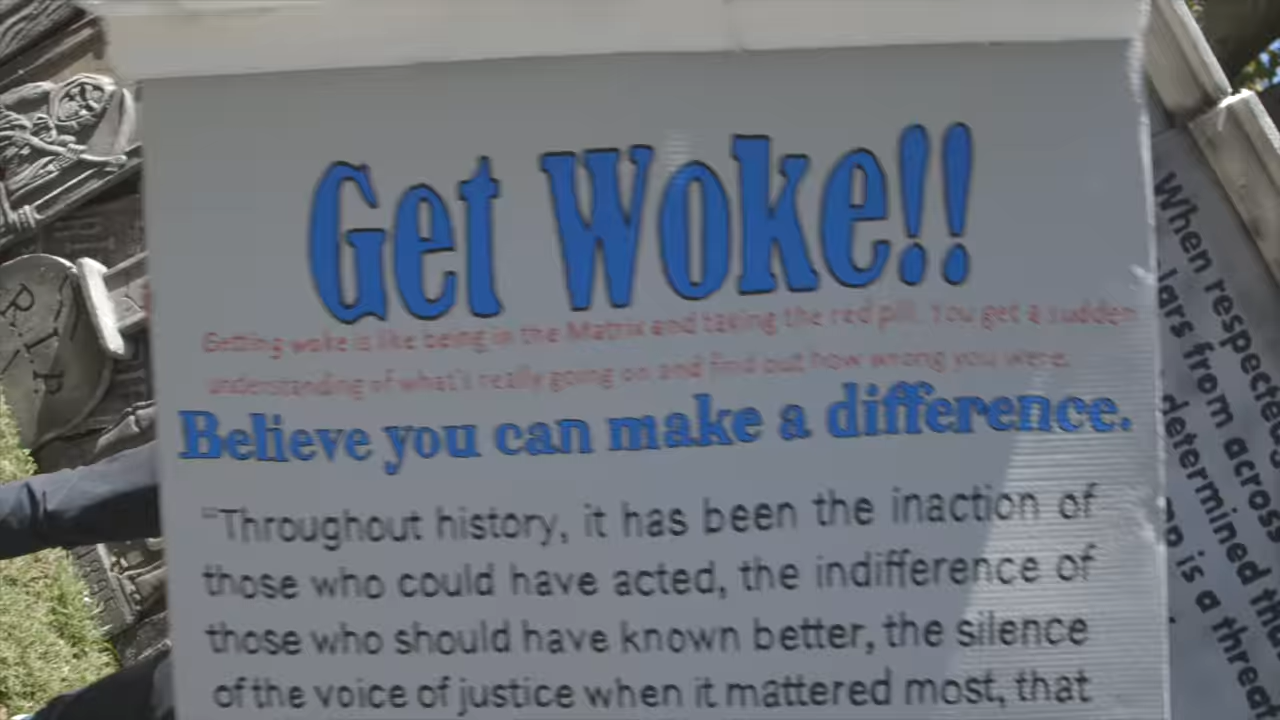 Get Woke!!
Getting woke is like being in the Matrix and taking the red pill. You get a sudden
understanding of what's really going on and find out how wrong you were.
Believe you can make a difference.
"Throughout history, it has been the inaction of
those who could have acted, the indifference of
those who should have known better, the silence
of the voice of justice when it mattered most, that
When respected
lars from across
determined tha
is a threat
R.I.P.